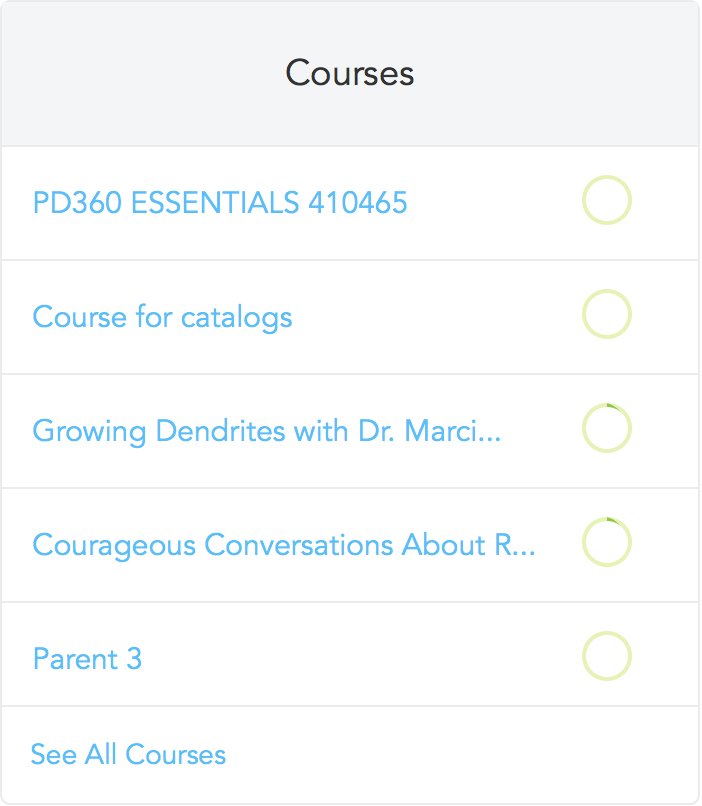 Courses
PD360 ESSENTIALS 410465
Course for catalogs
Growing Dendrites with Dr. Marci...
Courageous Conversations About R...
Parent 3
See All Courses